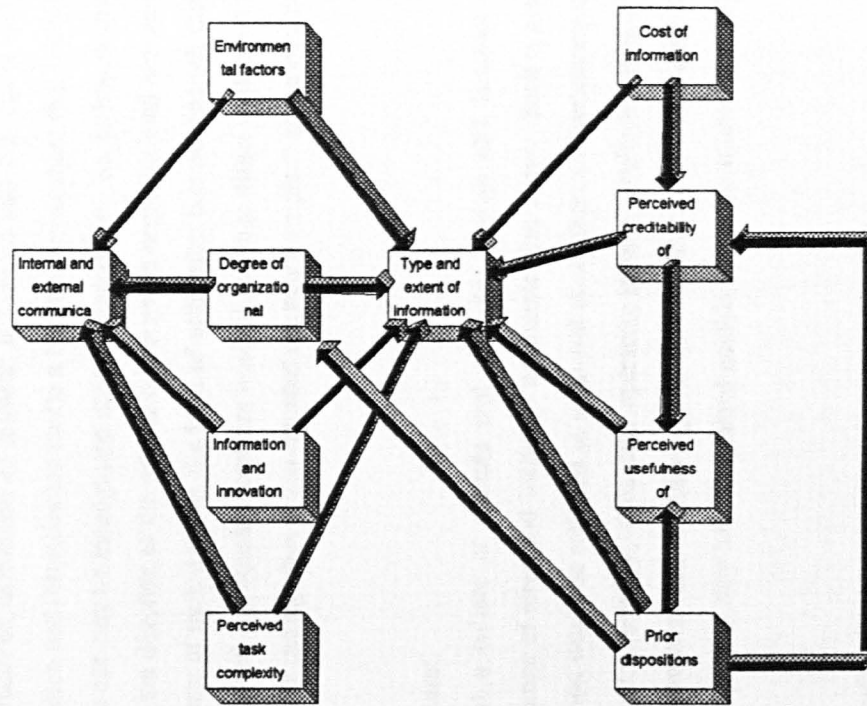 Environmen
tal factors
Cost of
information
Internal and
external
communica
Degree of
organizatio
nal
Type and
extent of
Information
Perceived
creditability
of
Information
and
Innovation
Perceived
usefulness
of
Perceived
task
complexity
Prior
dispositions